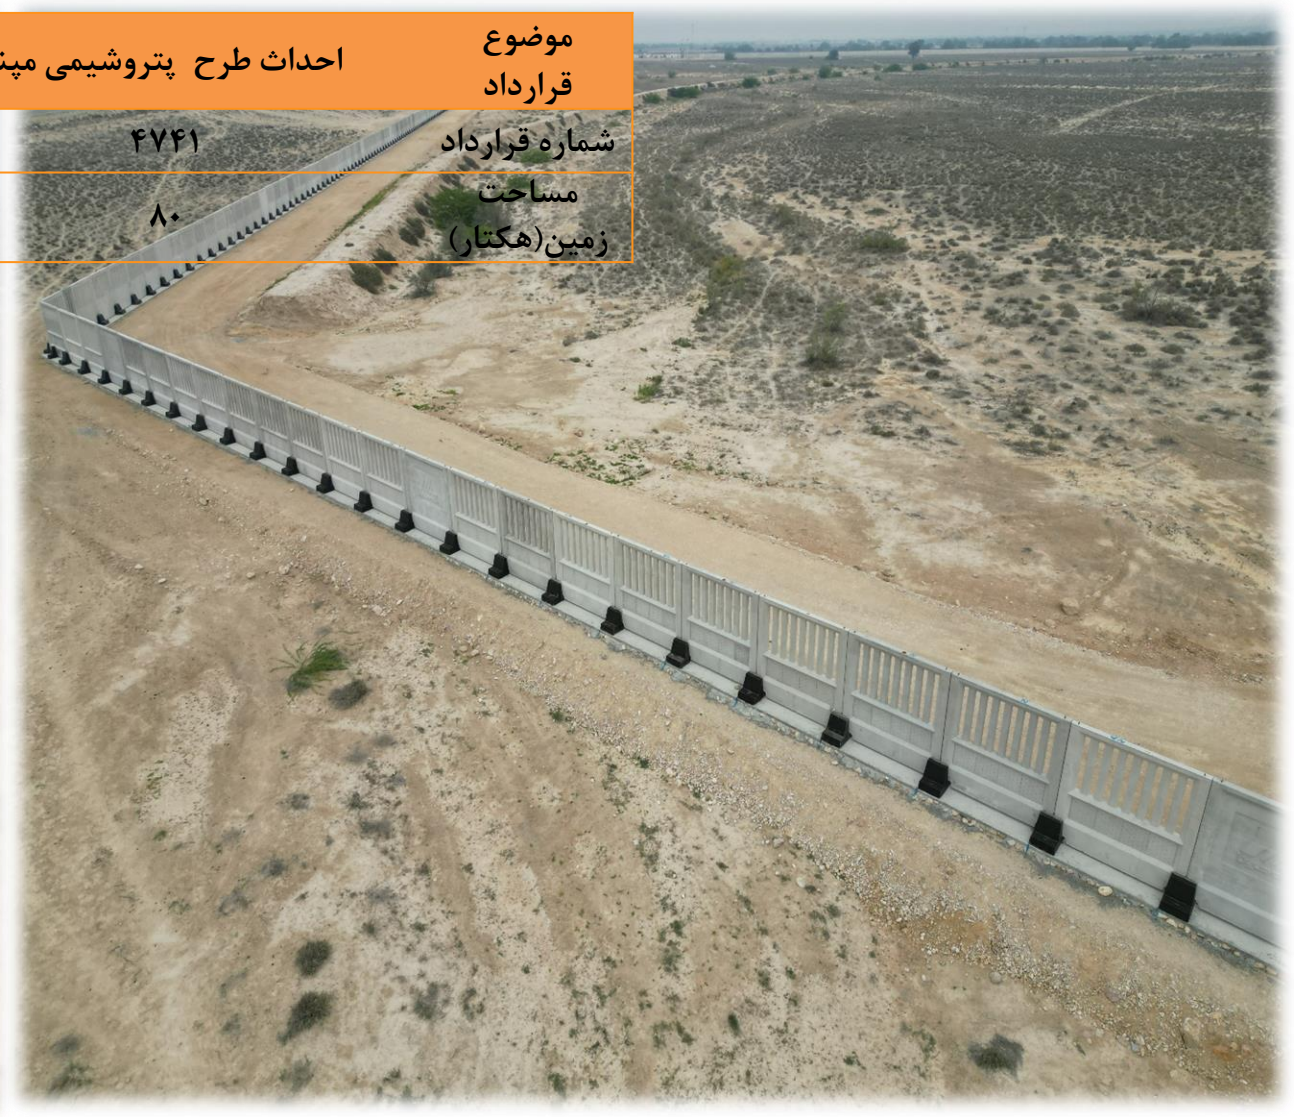 موضوع
قرارداد
احداث طرح پتروشیمی
شماره قرارداد
۴۷۴۱
مساحت
زمین(هکتار)
۸۰